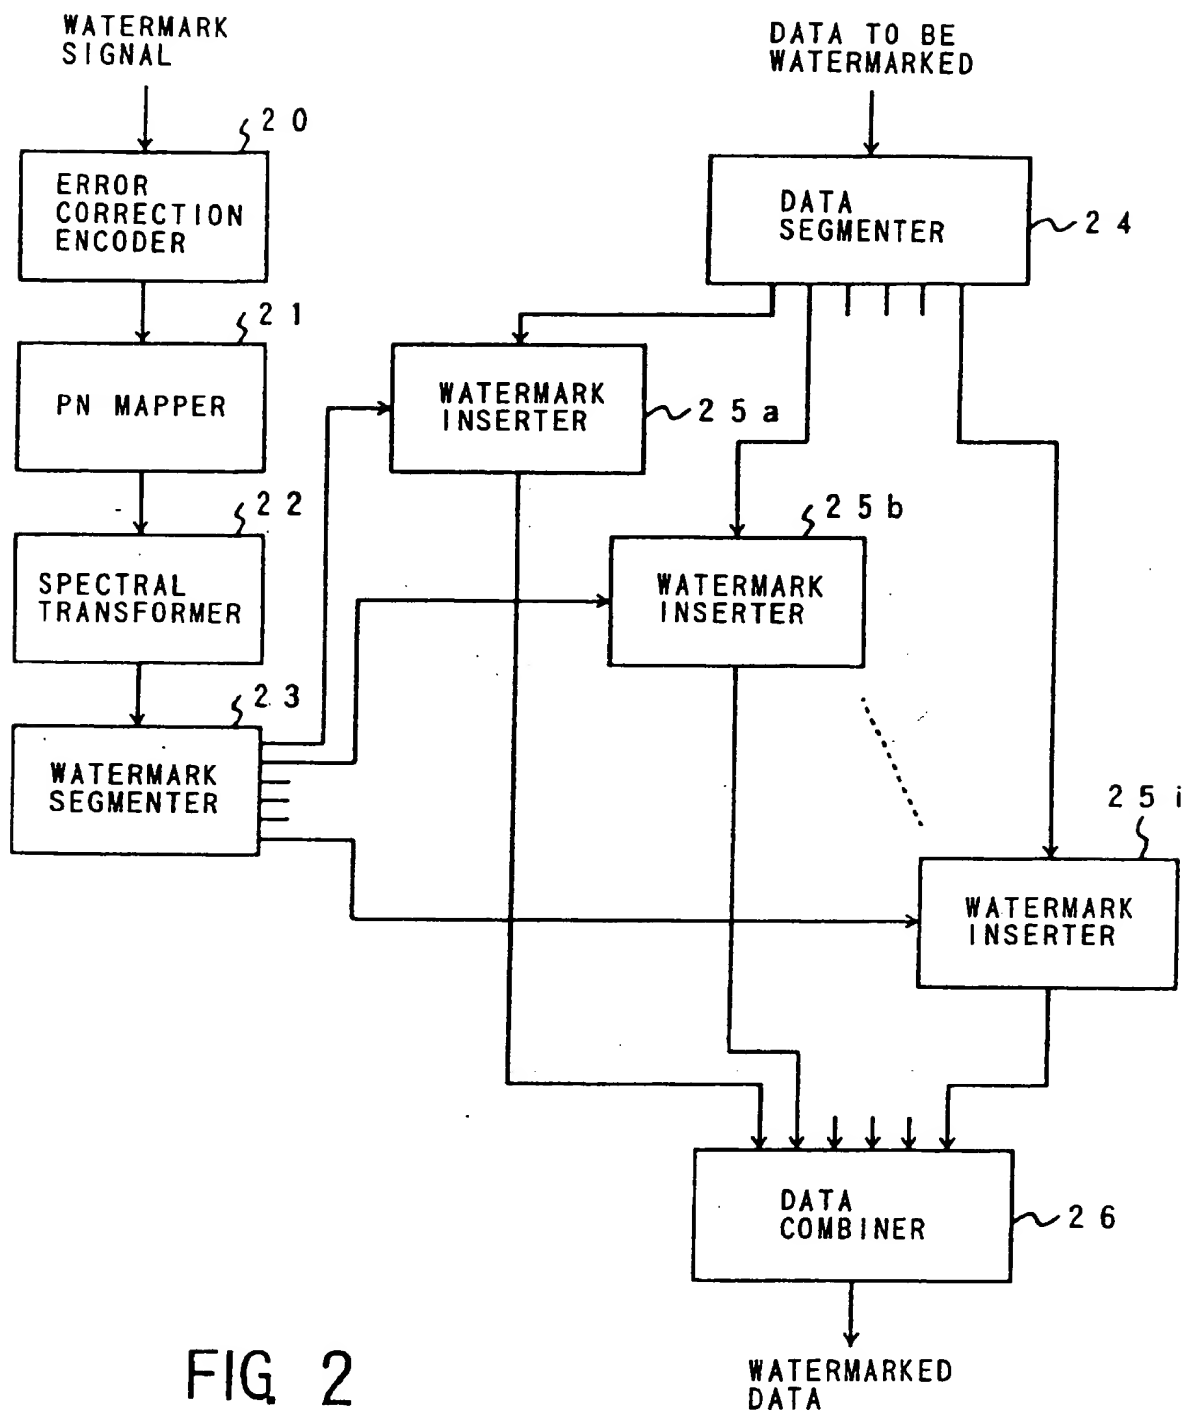 WATERMARK
SIGNAL
DATA TO BE
WATERMARKED
20
ERROR
CORRECTION
ENCODER
DATA
SEGMENTER
24
21
PN MAPPER
WATERMARK
INSERTER
25a
22
SPECTRAL
TRANSFORMER
25b
WATERMARK
INSERTER
23
WATERMARK
SEGMENTER
25i
WATERMARK
INSERTER
DATA
COMBINER
26
WATERMARKED
DATA
FIG. 2